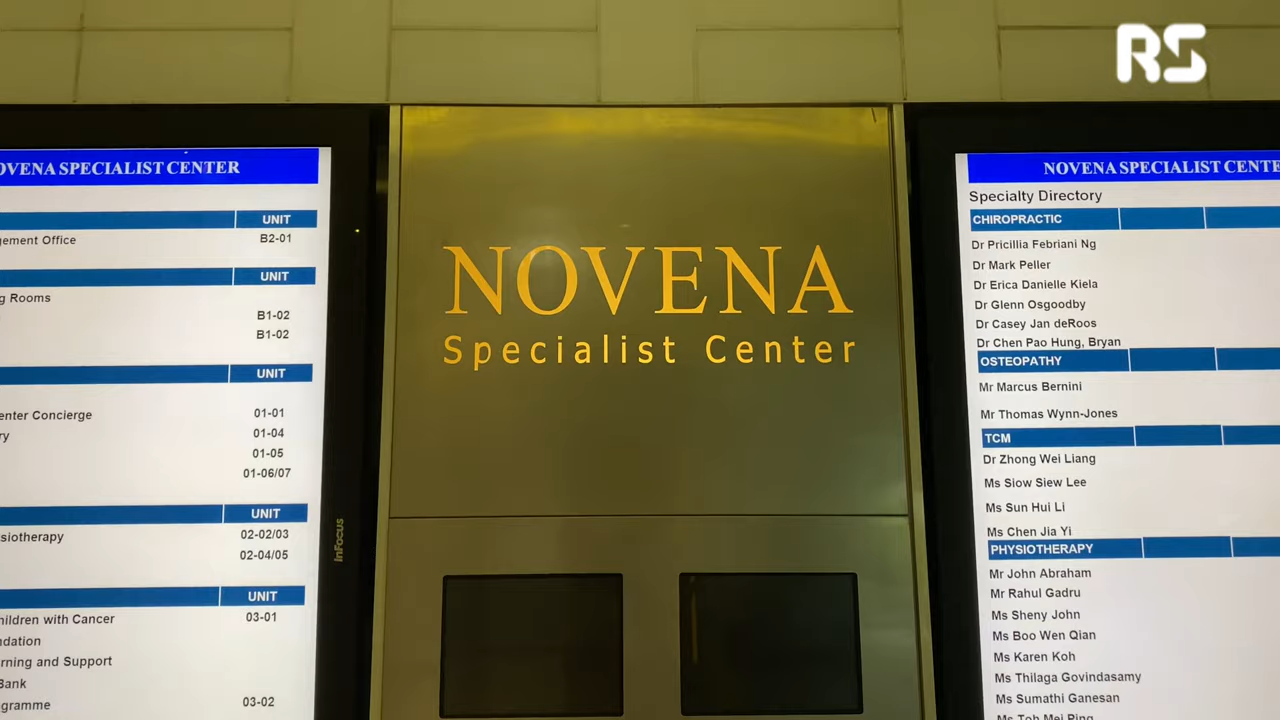 RS
OVENA SPECIALIST CENTER
UNIT
gement Office B2-01
UNIT
g Rooms
B1-02
B1-02
UNIT
enter Concierge 01-01
ry 01-04
01-05
01-06/07
UNIT
siotherapy 02-02/03
02-04/05
UNIT
hildren with Cancer 03-01
ndation
rning and Support
Bank
gramme 03-02
InFocus
NOVENA
Specialist Center
NOVENA SPECIALIST CENTE
Specialty Directory
CHIROPRACTIC
Dr Pricillia Febriani Ng
Dr Mark Peller
Dr Erica Danielle Kiela
Dr Glenn Osgoodby
Dr Casey Jan deRoos
Dr Chen Pao Hung, Bryan
OSTEOPATHY
Mr Marcus Bernini
Mr Thomas Wynn-Jones
TCM
Dr Zhong Wei Liang
Ms Siow Siew Lee
Ms Sun Hui Li
Ms Chen Jia Yi
PHYSIOTHERAPY
Mr John Abraham
Mr Rahul Gadru
Ms Sheny John
Ms Boo Wen Qian
Ms Karen Koh
Ms Thilaga Govindasamy
Ms Sumathi Ganesan
Ms Toh Mei Ping